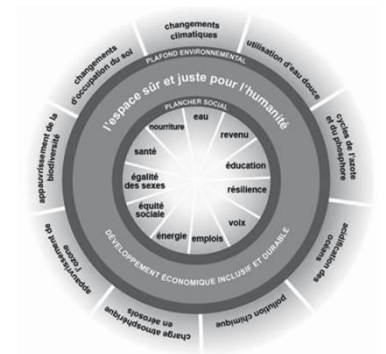 changements
climatiques
utilisation d'eau douce
cycles de l'azote
et du phosphore
acidification des
océans
pollution chimique
charge atmosphérique
en aérosols
appauvrissement de
l'ozone
appauvrissement de la
biodiversité
changements
d'occupation du sol
PLAFOND ENVIRONNEMENTAL
l'espace sûr et juste pour l'humanité
PLANCHER SOCIAL
eau
revenu
éducation
résilience
voix
emplois
énergie
équité
sociale
égalité
des sexes
santé
nourriture
DÉVELOPPEMENT ÉCONOMIQUE INCLUSIF ET DURABLE